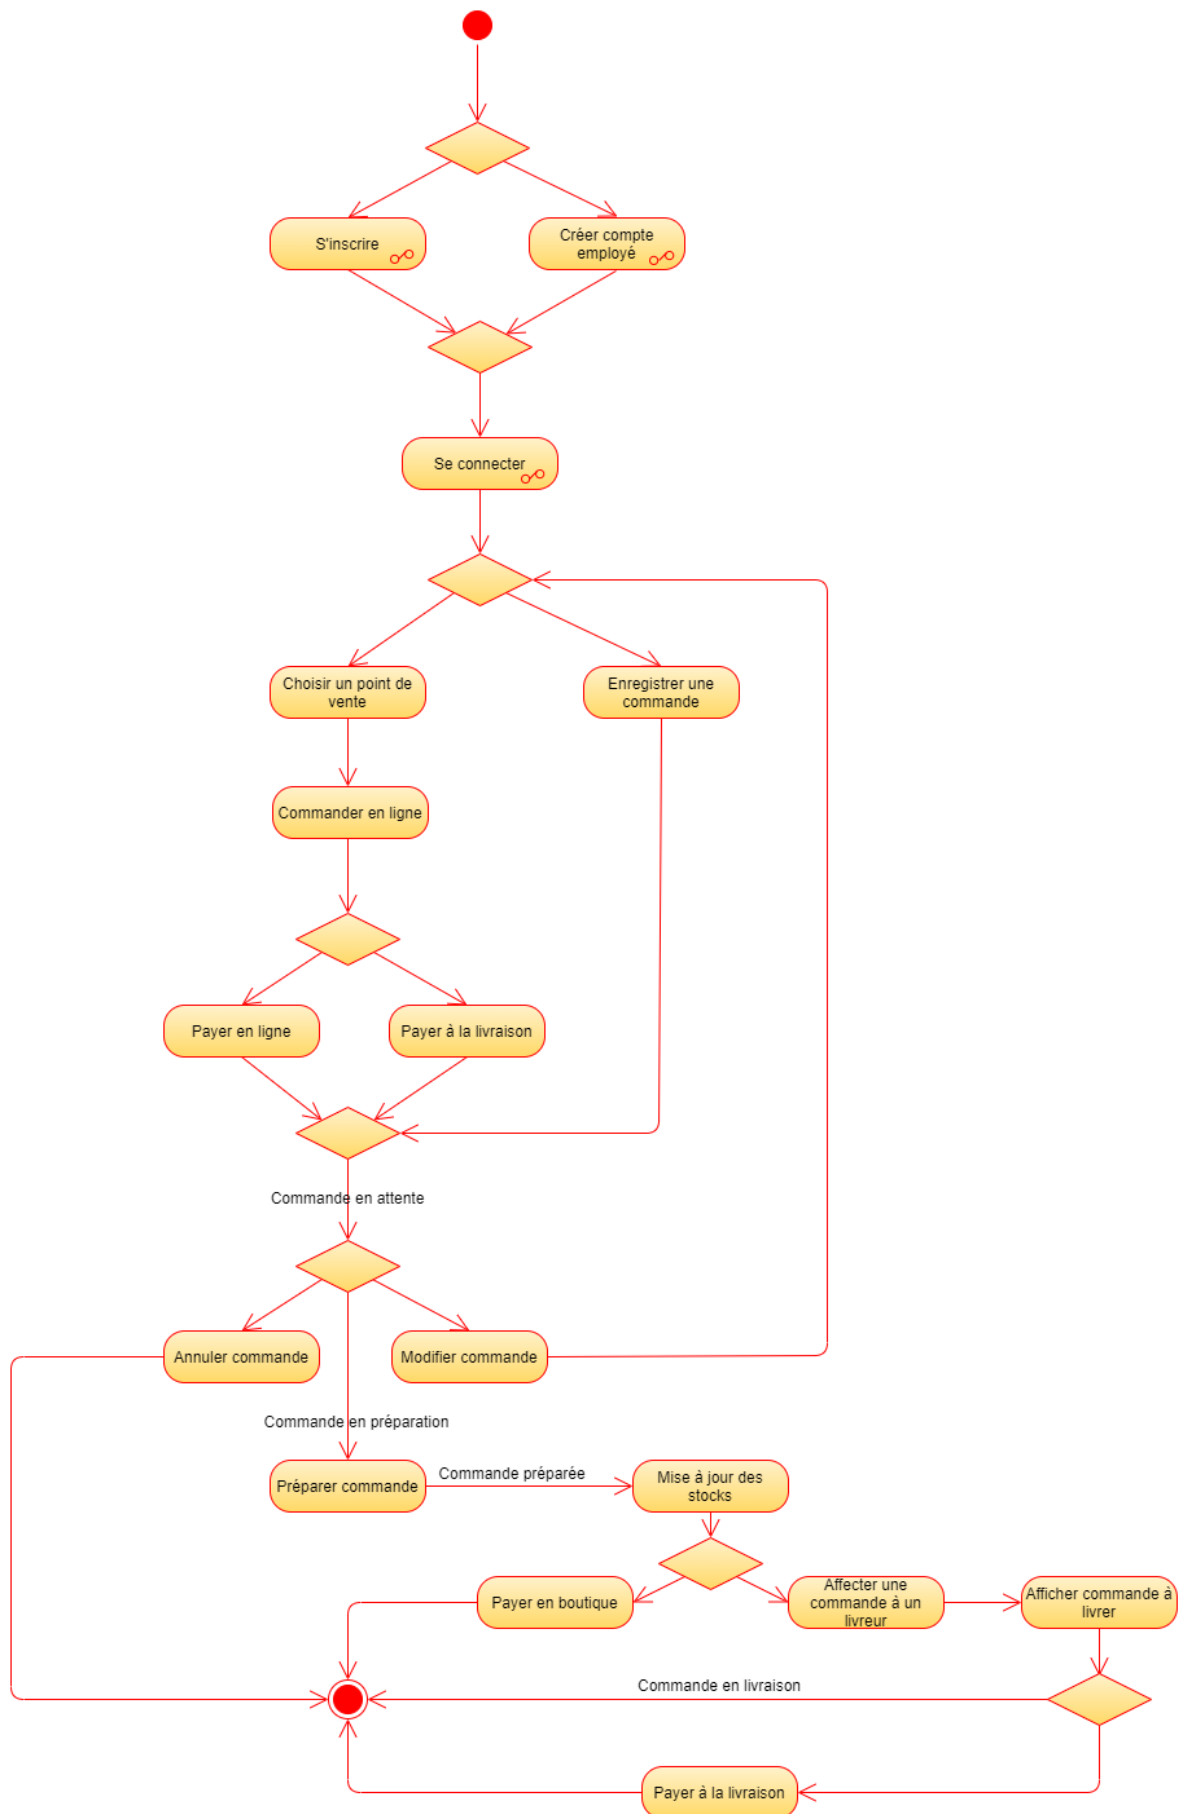 S'inscrire
Créer compte
employé
Se connecter
Choisir un point de
vente
Enregistrer une
commande
Commander en ligne
Payer en ligne
Payer à la livraison
Commande en attente
Annuler commande
Modifier commande
Commande en préparation
Préparer commande
Commande préparée
Mise à jour des
stocks
Payer en boutique
Affecter une
commande à un
livreur
Afficher commande à
livrer
Commande en livraison
Payer à la livraison